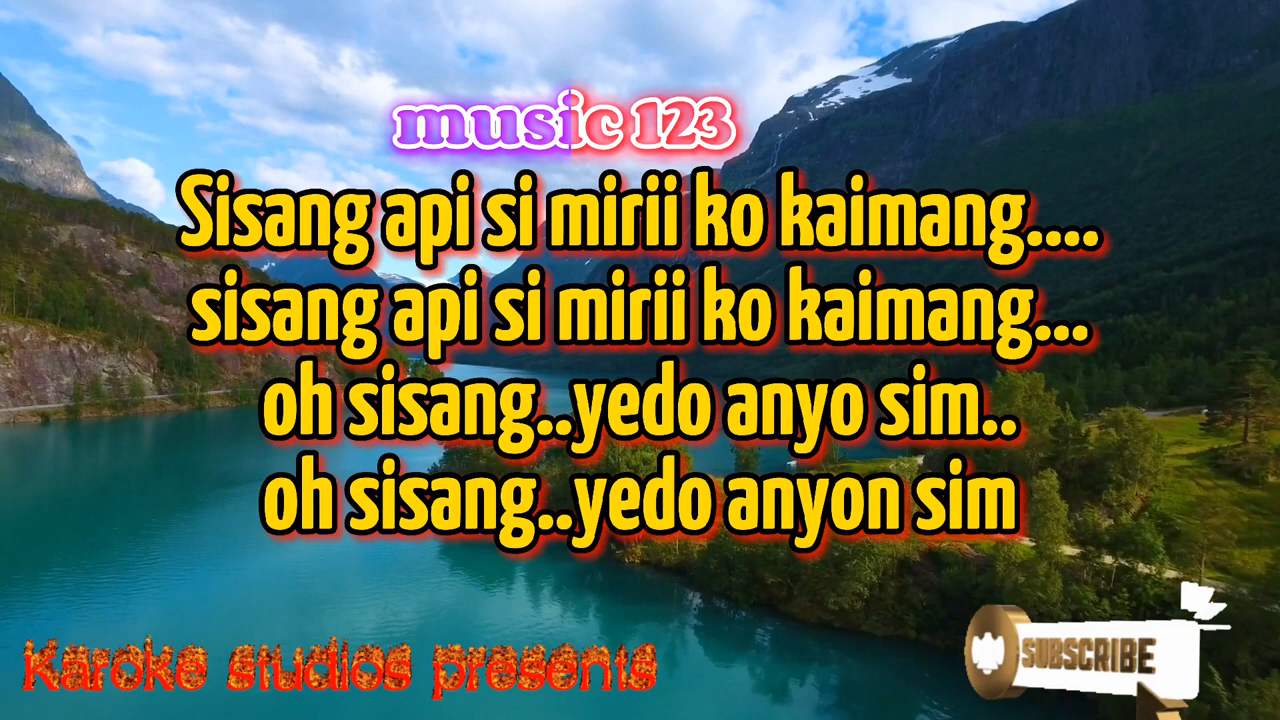 music 123
Sisang api si mirii ko kaimang....
sisang api si mirii ko kaimang...
oh sisang..yedo anyo sim..
oh sisang..yedo anyon sim
Karoke studios presents
SUBSCRIBE